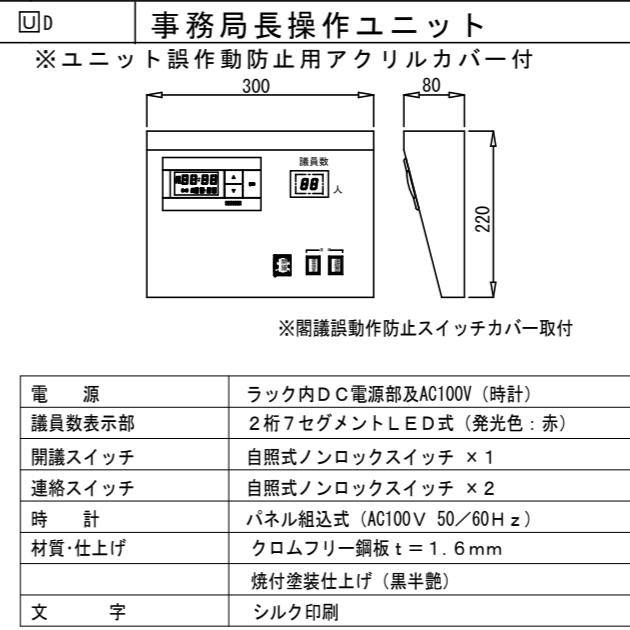 UD 事務局長操作ユニット
※ユニット誤作動防止用アクリルカバー付
300
80
議員数
88:88
88
人
220
※閣議誤動作防止スイッチカバー取付
電　源　ラック内DC電源部及AC100V（時計）
議員数表示部　2桁7セグメントLED式（発光色：赤）
開議スイッチ　自照式ノンロックスイッチ ×1
連絡スイッチ　自照式ノンロックスイッチ ×2
時　計　パネル組込式（AC100V 50／60Hz）
材質･仕上げ　クロムフリー鋼板t＝1.6mm
焼付塗装仕上げ（黒半艶）
文　字　シルク印刷